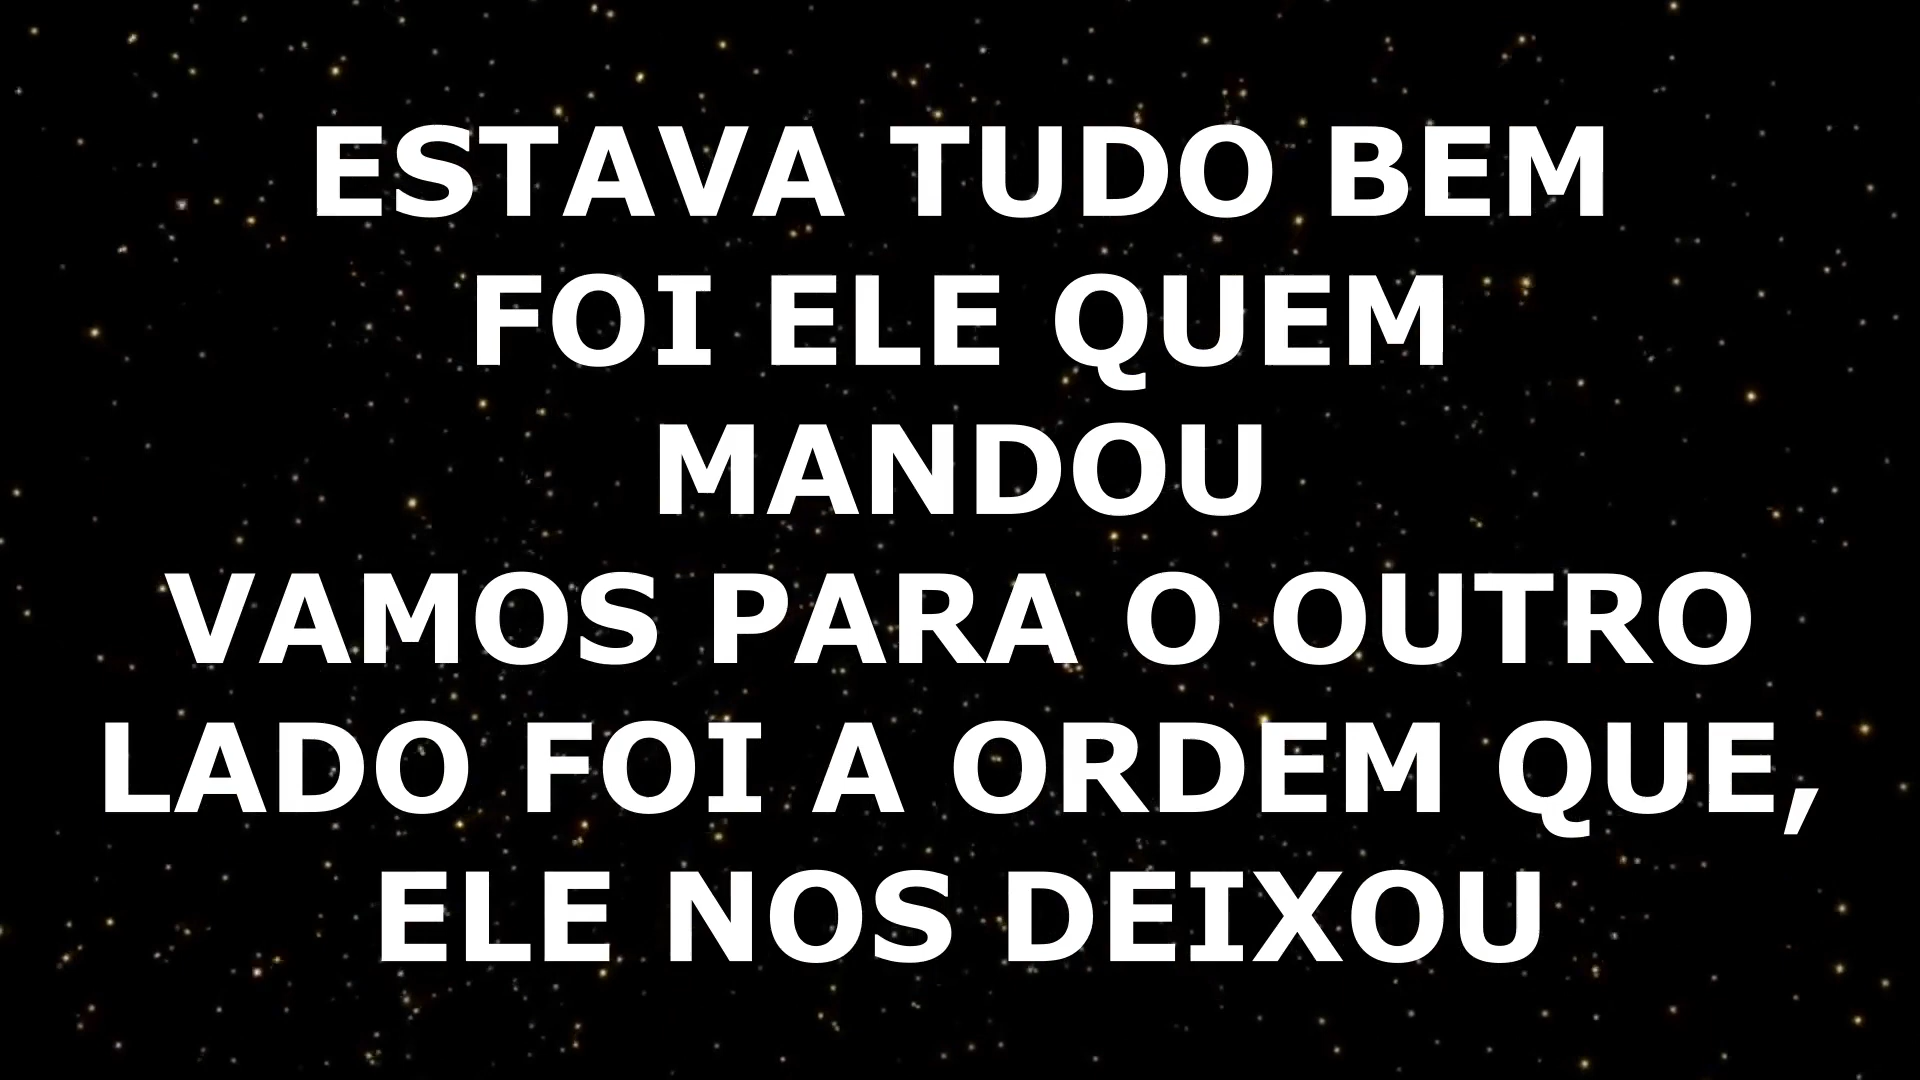 ESTAVA TUDO BEM
FOI ELE QUEM
MANDOU
VAMOS PARA O OUTRO
LADO FOI A ORDEM QUE,
ELE NOS DEIXOU